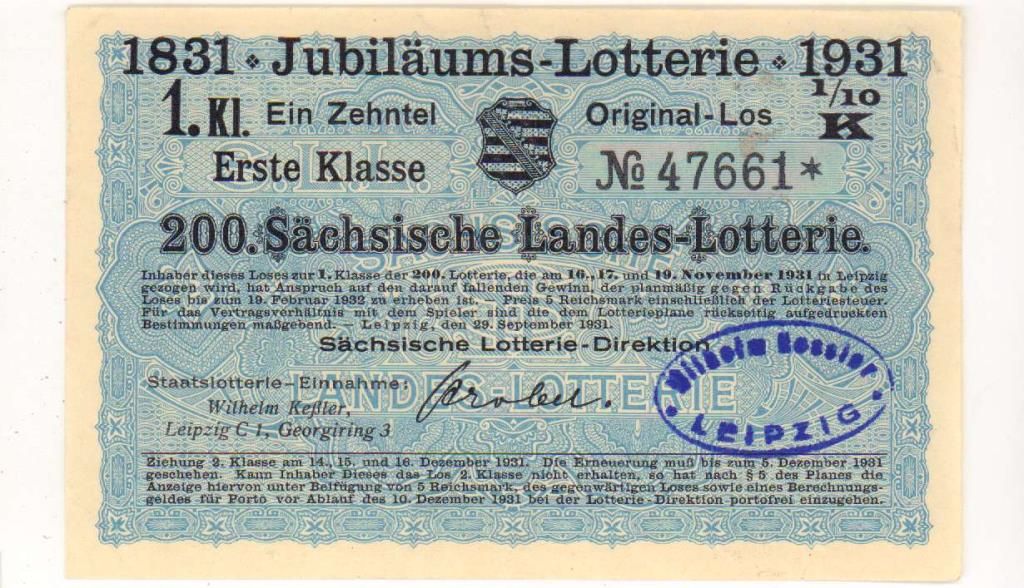 1831 ❖ Jubiläums-Lotterie ❖ 1931
1. Kl. Ein Zehntel Original-Los 1/10 K
Erste Klasse № 47661*
200. Sächsische Landes-Lotterie.
Inhaber dieses Loses zur 1. Klasse der 200. Lotterie, die am 16., 17. und 19. November 1931 in Leipzig
gezogen wird, hat Anspruch auf den darauf fallenden Gewinn, der planmäßig gegen Rückgabe des
Loses bis zum 19. Februar 1932 zu erheben ist. Preis 5 Reichsmark einschließlich der Lotteriesteuer.
Für das Vertragsverhältnis mit dem Spieler sind die dem Lotterieplane rückseitig aufgedruckten
Bestimmungen maßgebend. — Leipzig, den 29. September 1931.
Sächsische Lotterie-Direktion
Staatslotterie-Einnahme:
Wilhelm Keßler,
Leipzig C 1, Georgiring 3
Wilhelm Kessler
LEIPZIG
LANDES-LOTTERIE
Ziehung 2. Klasse am 14., 15. und 16. Dezember 1931. Die Erneuerung muß bis zum 5. Dezember 1931
geschehen. Kann Inhaber Dieses das Los 2. Klasse nicht erhalten, so hat nach § 5 des Planes die
Anzeige hiervon unter Beifügung von 5 Reichsmark, des gegenwärtigen Loses sowie eines Berechnungs-
geldes für Porto vor Ablauf des 10. Dezember 1931 bei der Lotterie-Direktion portofrei einzugehen.